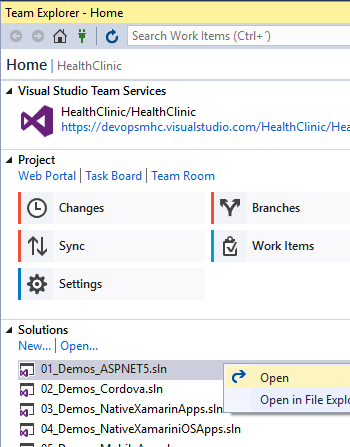 Team Explorer - Home
Search Work Items (Ctrl+´)
Home | HealthClinic
Visual Studio Team Services
HealthClinic/HealthClinic
https://devopsmhc.visualstudio.com/HealthClinic/Hea
Project
Web Portal | Task Board | Team Room
Changes
Branches
Sync
Work Items
Settings
Solutions
New... | Open...
01_Demos_ASPNET5.sln
Open
02_Demos_Cordova.sln
Open in File Explo
03_Demos_NativeXamarinApps.sln
04_Demos_NativeXamariniOSApps.sln